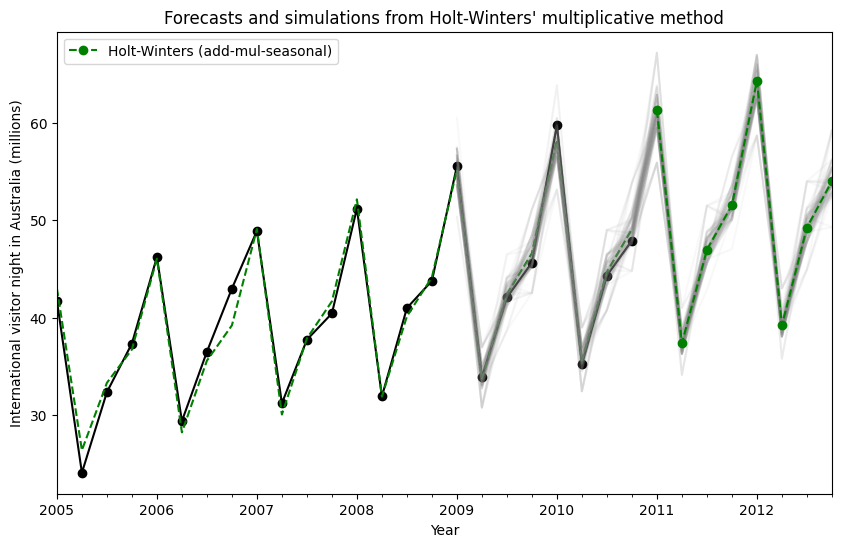 Forecasts and simulations from Holt-Winters' multiplicative method
Holt-Winters (add-mul-seasonal)
International visitor night in Australia (millions)
60
50
40
30
2005 2006 2007 2008 2009 2010 2011 2012
Year